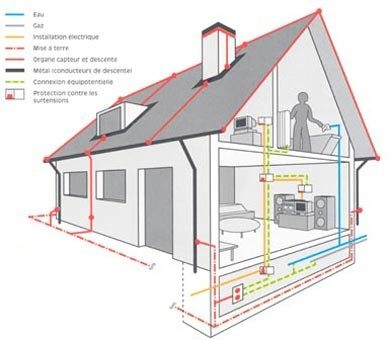 Eau
Gaz
Installation électrique
Mise à terre
Organe capteur et descente
Métal (conducteurs de descente)
Connexion équipotentielle
Protection contre les
surtensions